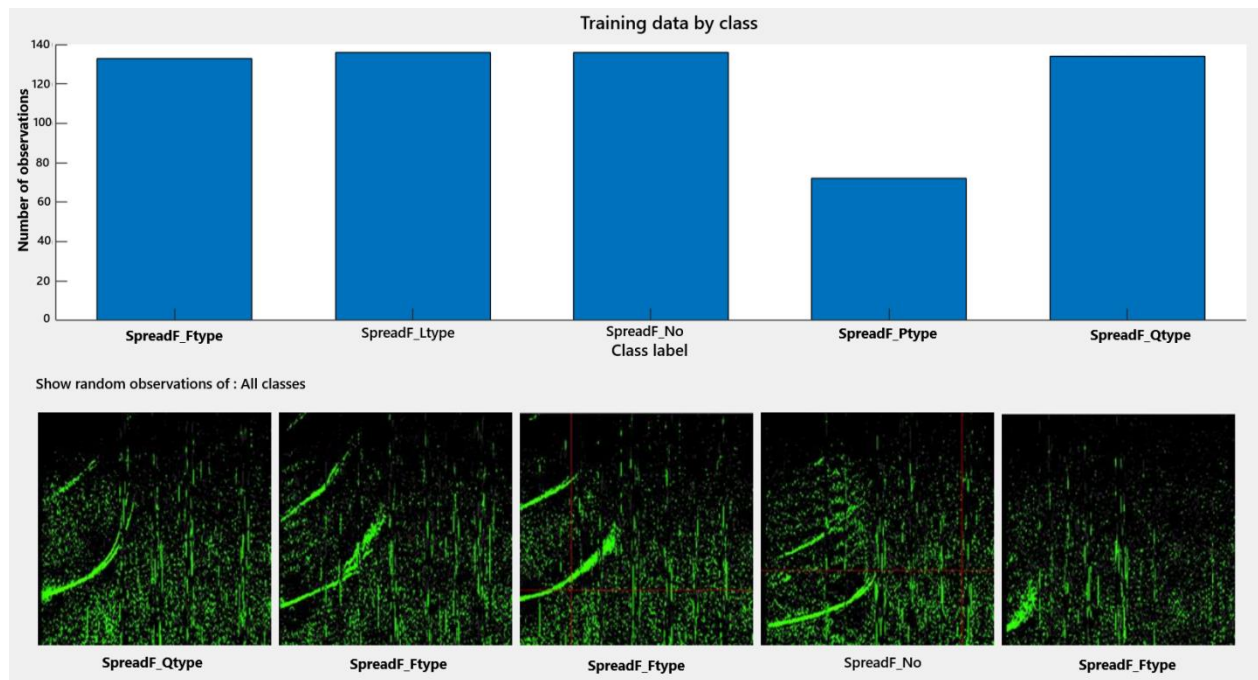 Training data by class
Number of observations
140
120
100
80
60
40
20
0
SpreadF_Ftype
SpreadF_Ltype
SpreadF_No
SpreadF_Ptype
SpreadF_Qtype
Class label
Show random observations of : All classes
SpreadF_Qtype
SpreadF_Ftype
SpreadF_Ftype
SpreadF_No
SpreadF_Ftype